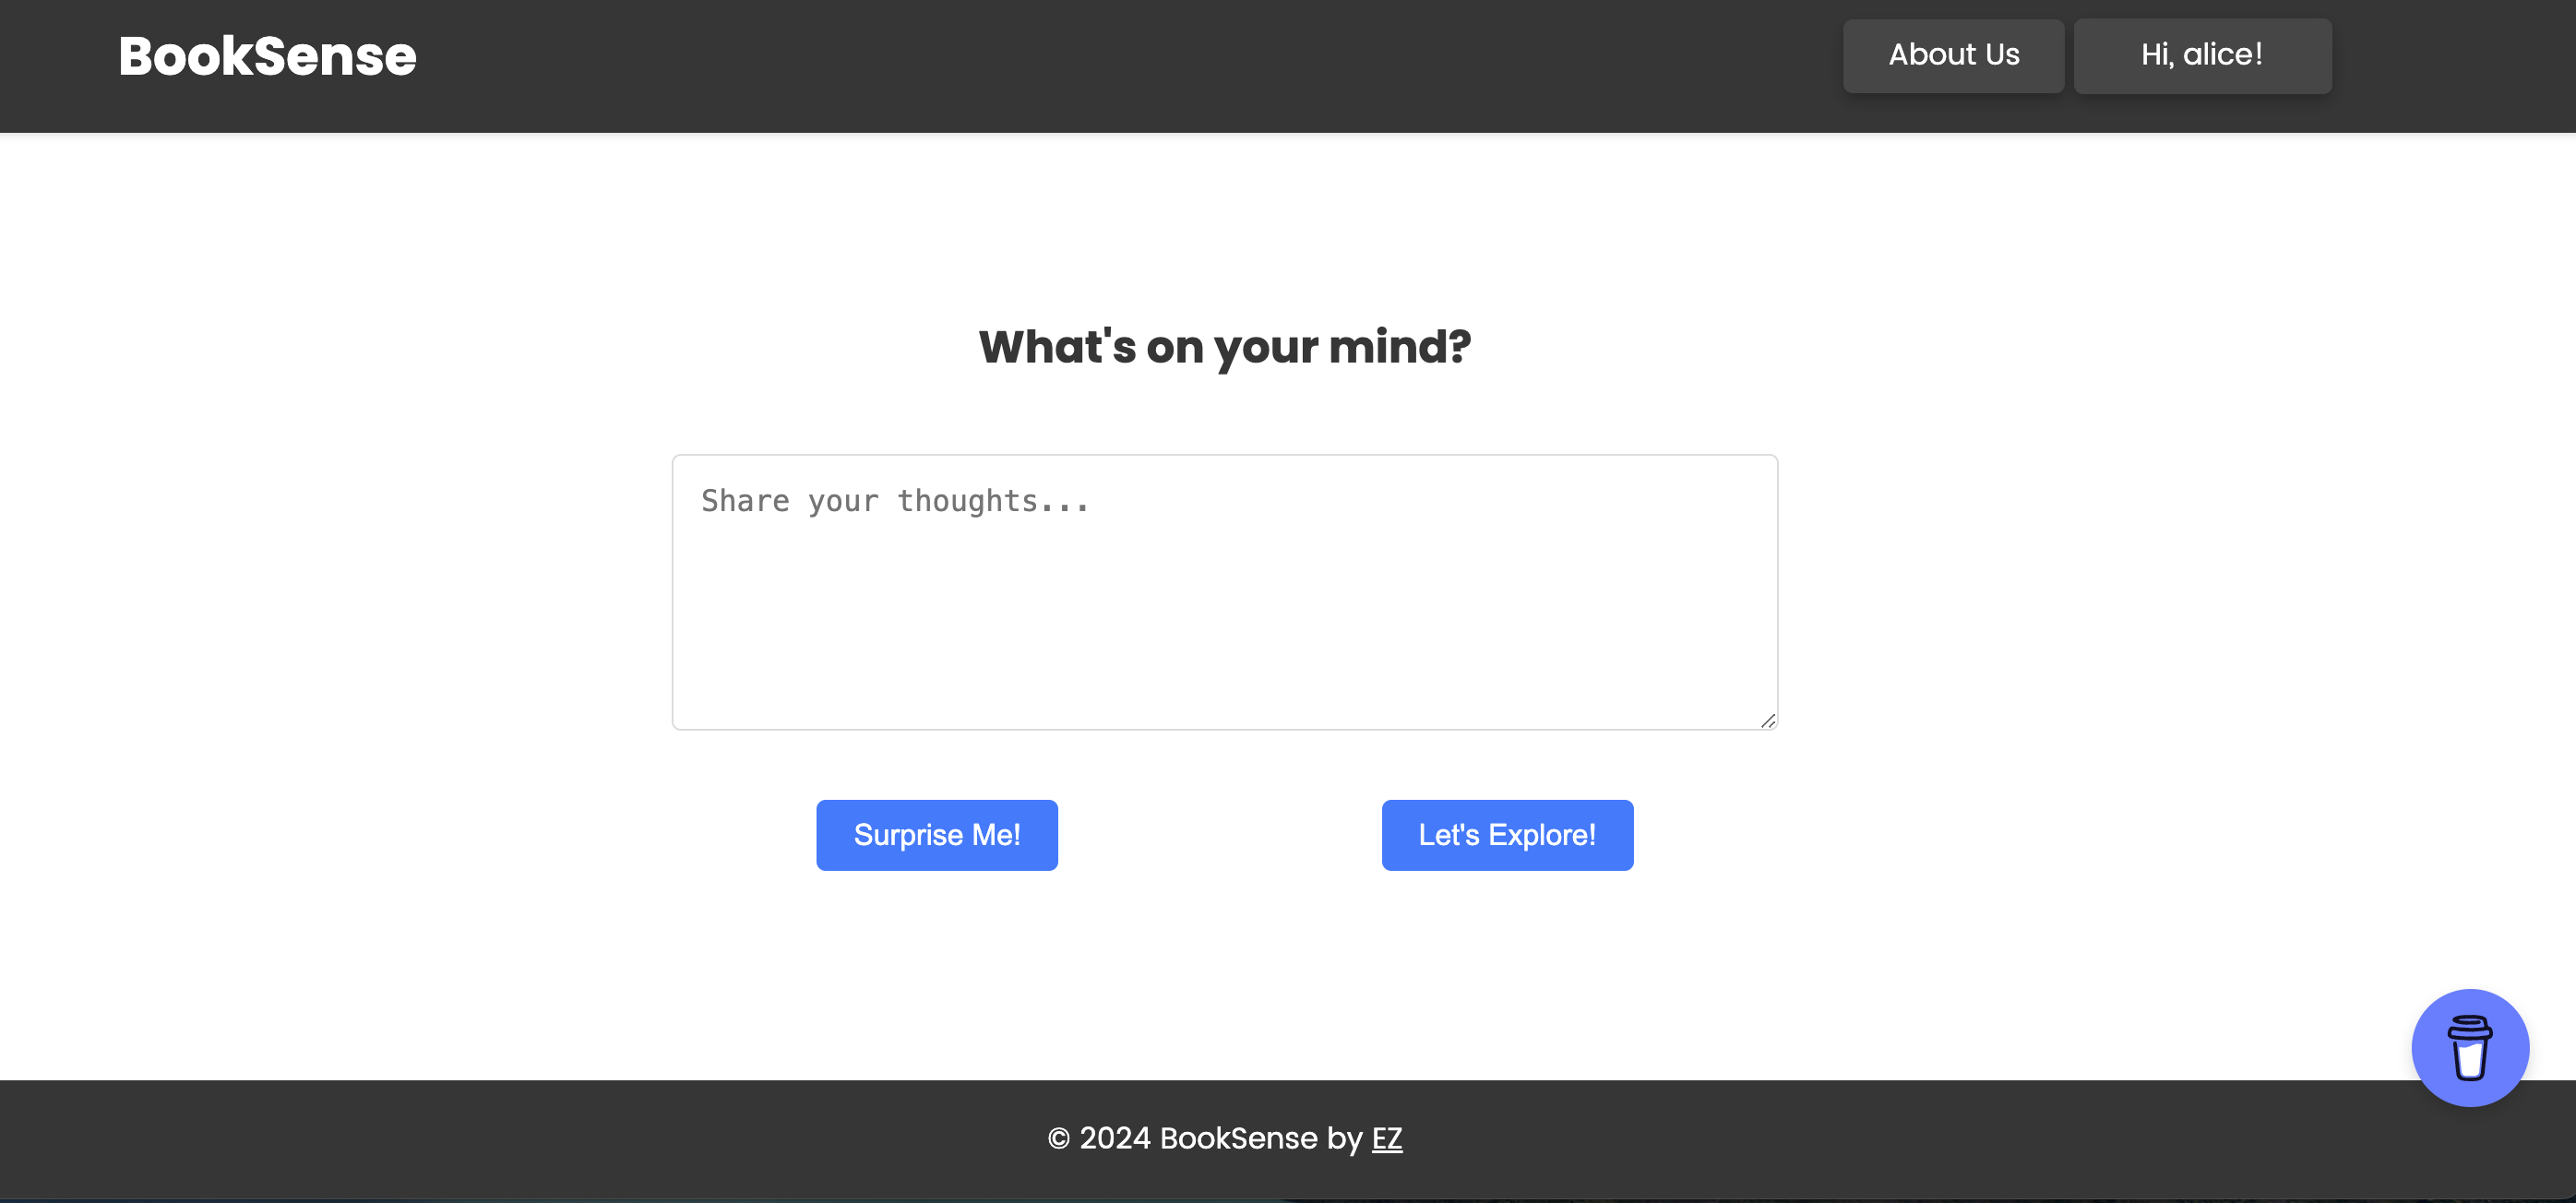 BookSense
About Us
Hi, alice!
What's on your mind?
Share your thoughts...
Surprise Me!
Let's Explore!
© 2024 BookSense by EZ